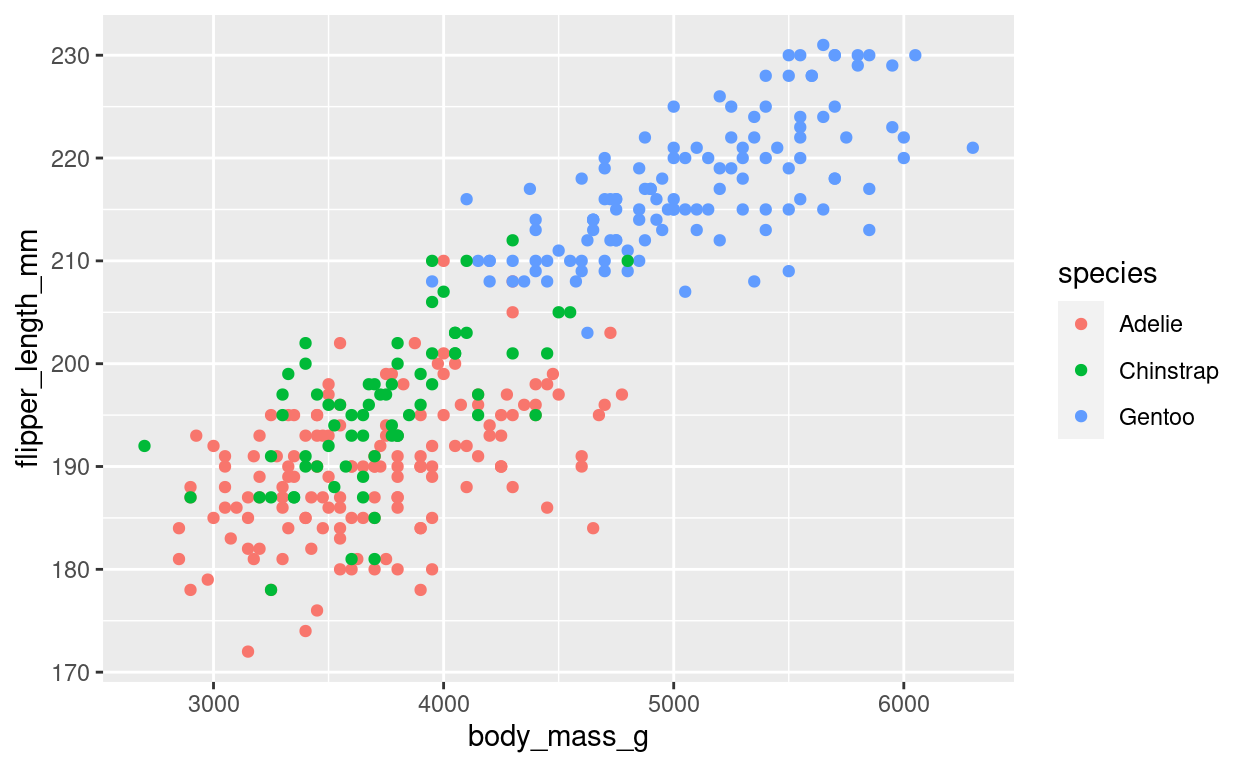 230
220
210
200
190
180
170
flipper_length_mm
3000 4000 5000 6000
body_mass_g
species
Adelie
Chinstrap
Gentoo